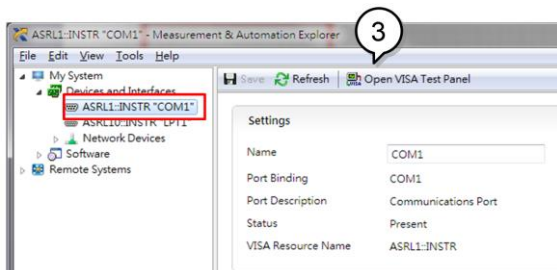 ASRL1::INSTR "COM1" - Measurement & Automation Explorer
3
File Edit View Tools Help
My System
Devices and Interfaces
ASRL1::INSTR "COM1"
ASRL10::INSTR "LPT1"
Network Devices
Software
Remote Systems
Save Refresh Open VISA Test Panel
Settings
Name COM1
Port Binding COM1
Port Description Communications Port
Status Present
VISA Resource Name ASRL1::INSTR